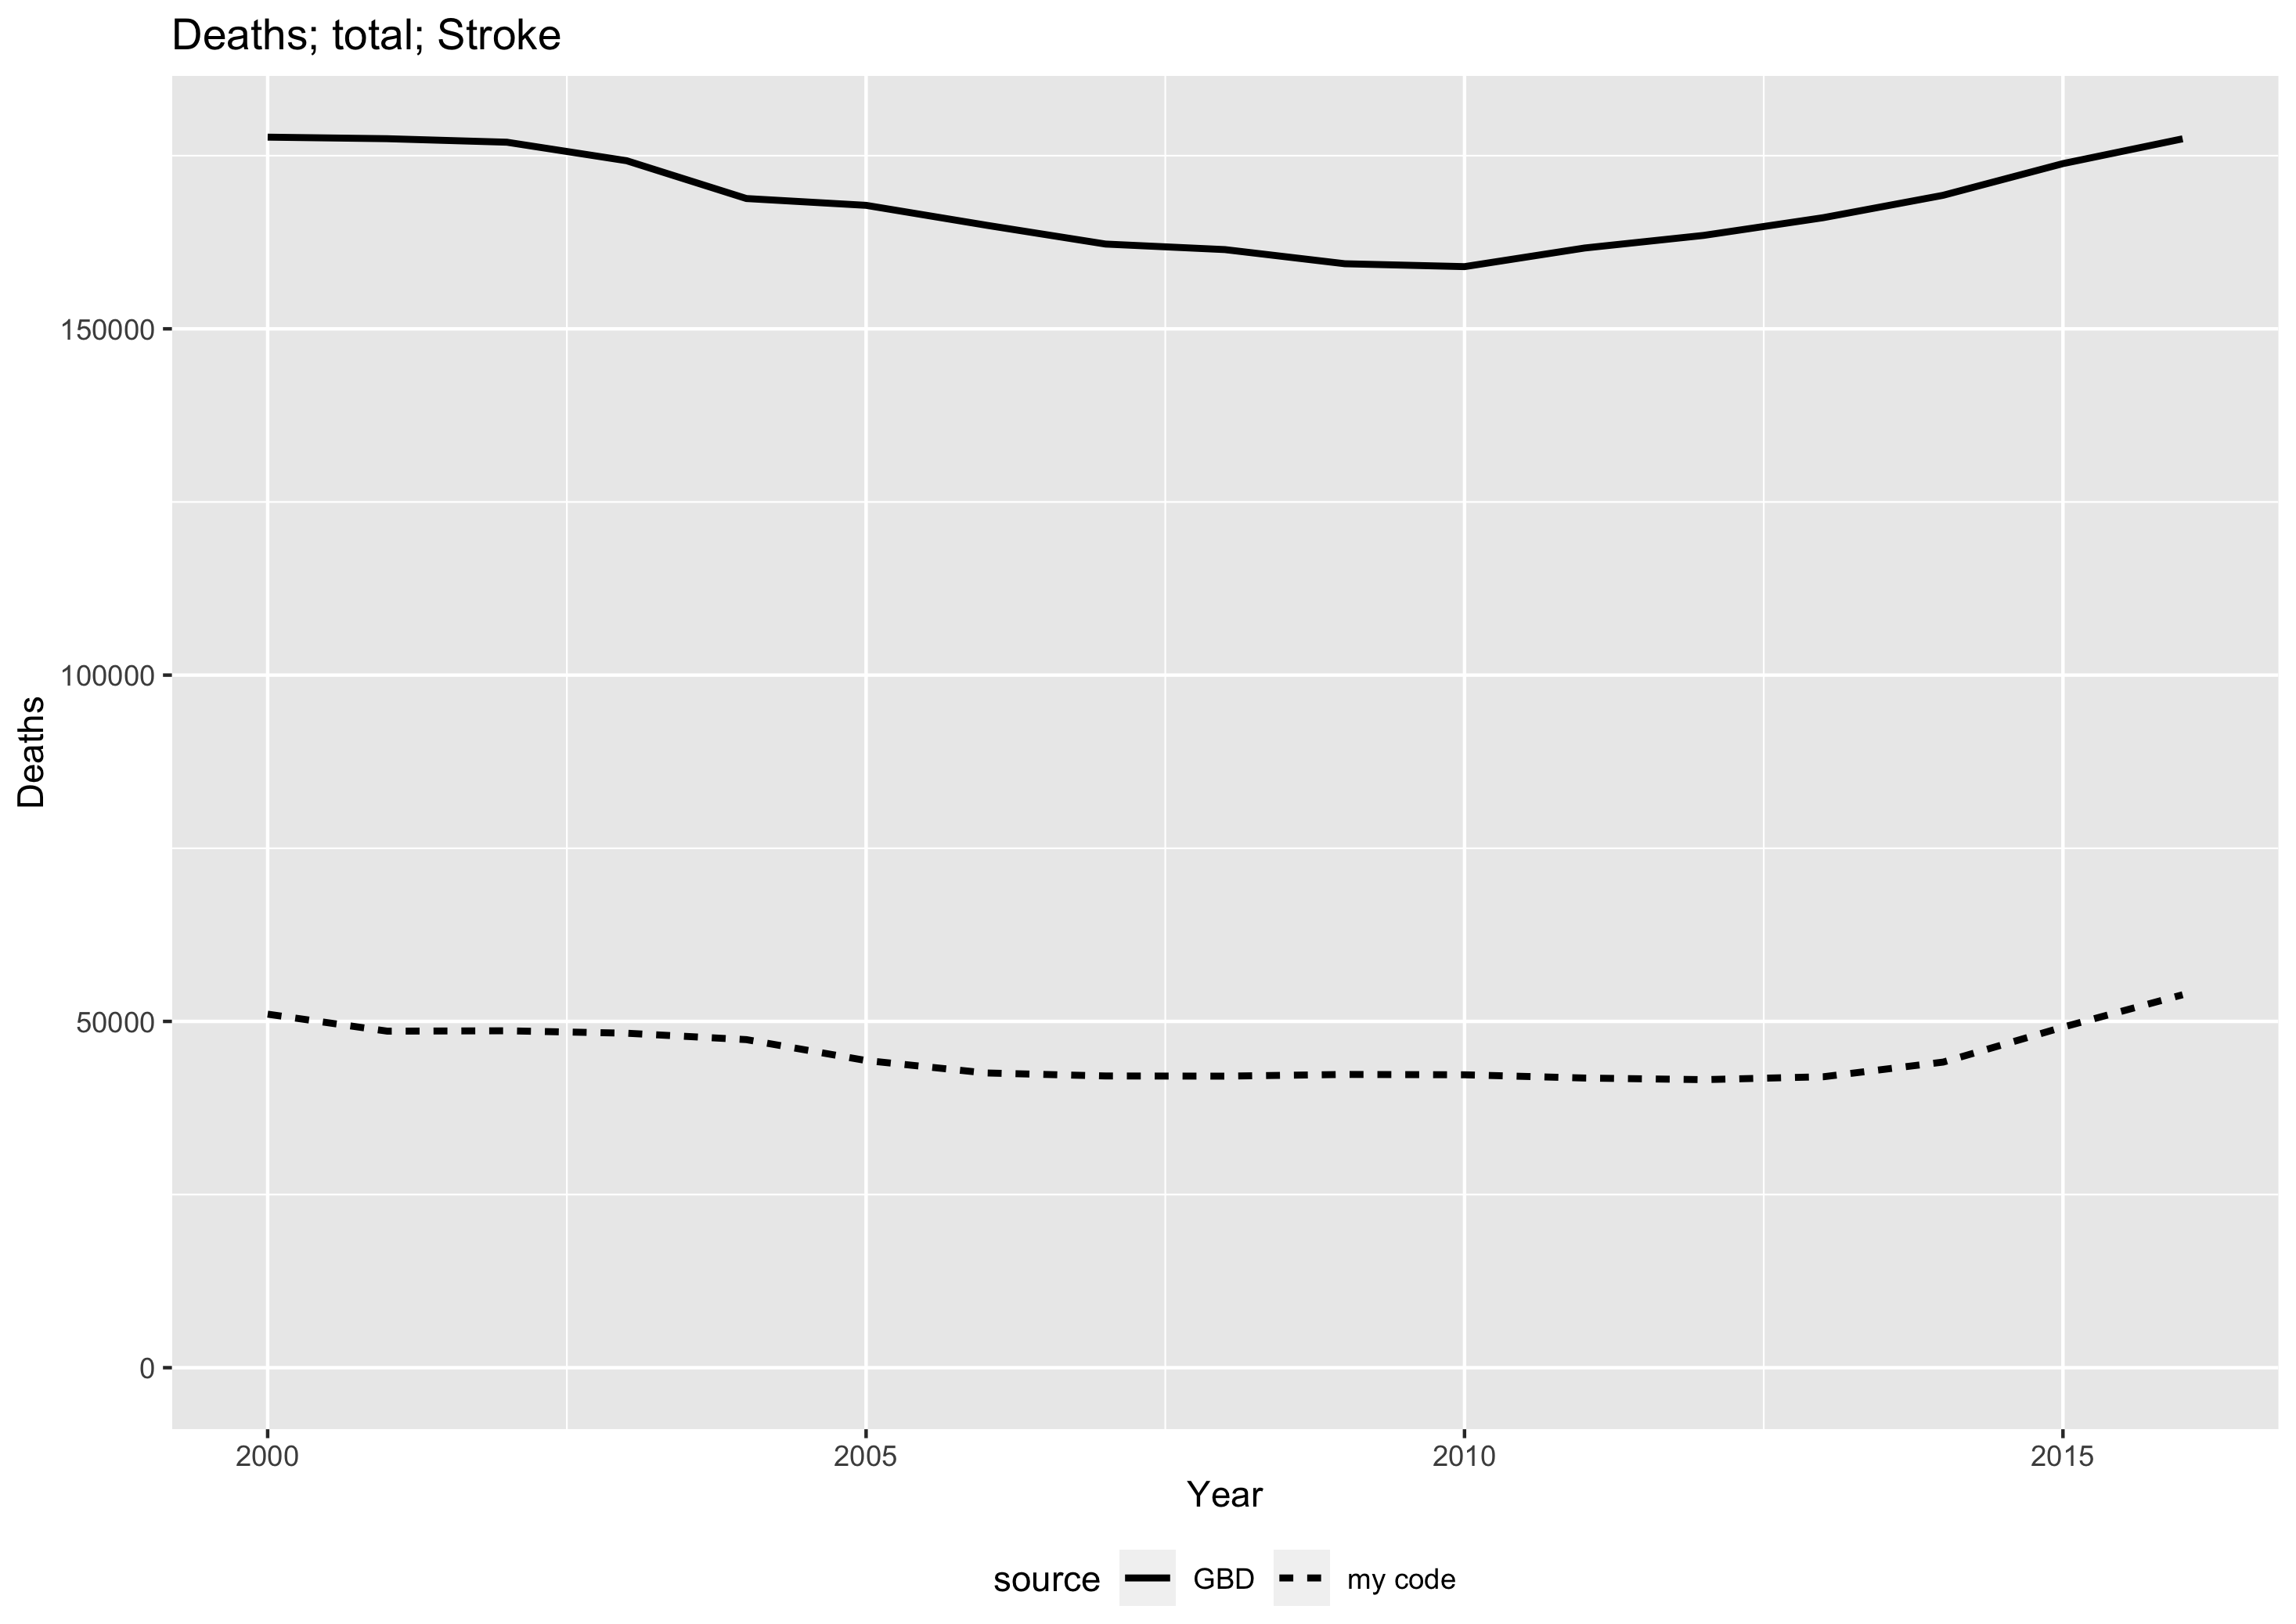 Deaths; total; Stroke
Deaths
150000
100000
50000
0
2000 2005 2010 2015
Year
source GBD my code